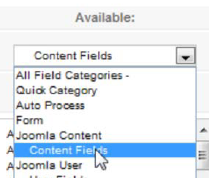 Available:
Content Fields
All Field Categories -
Quick Category
Auto Process
Form
Joomla Content
Content Fields
Joomla User